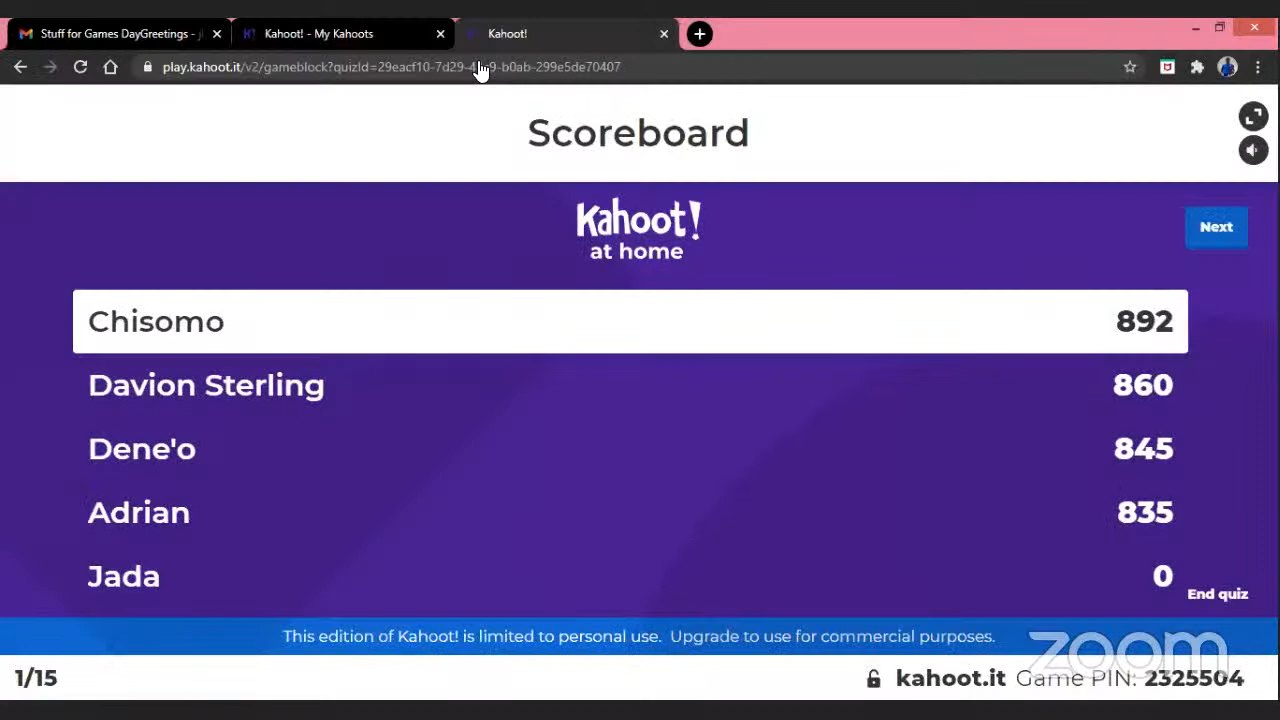 Stuff for Games DayGreetings -
Kahoot! - My Kahoots
Kahoot!
play.kahoot.it/v2/gameblock?quizId=29eacf10-7d29-
-b0ab-299e5de70407
Scoreboard
Kahoot!
at home
Next
Chisomo 892
Davion Sterling 860
Dene'o 845
Adrian 835
Jada 0
End quiz
This edition of Kahoot! is limited to personal use. Upgrade to use for commercial purposes.
zoom
1/15
kahoot.it Game PIN: 2325504